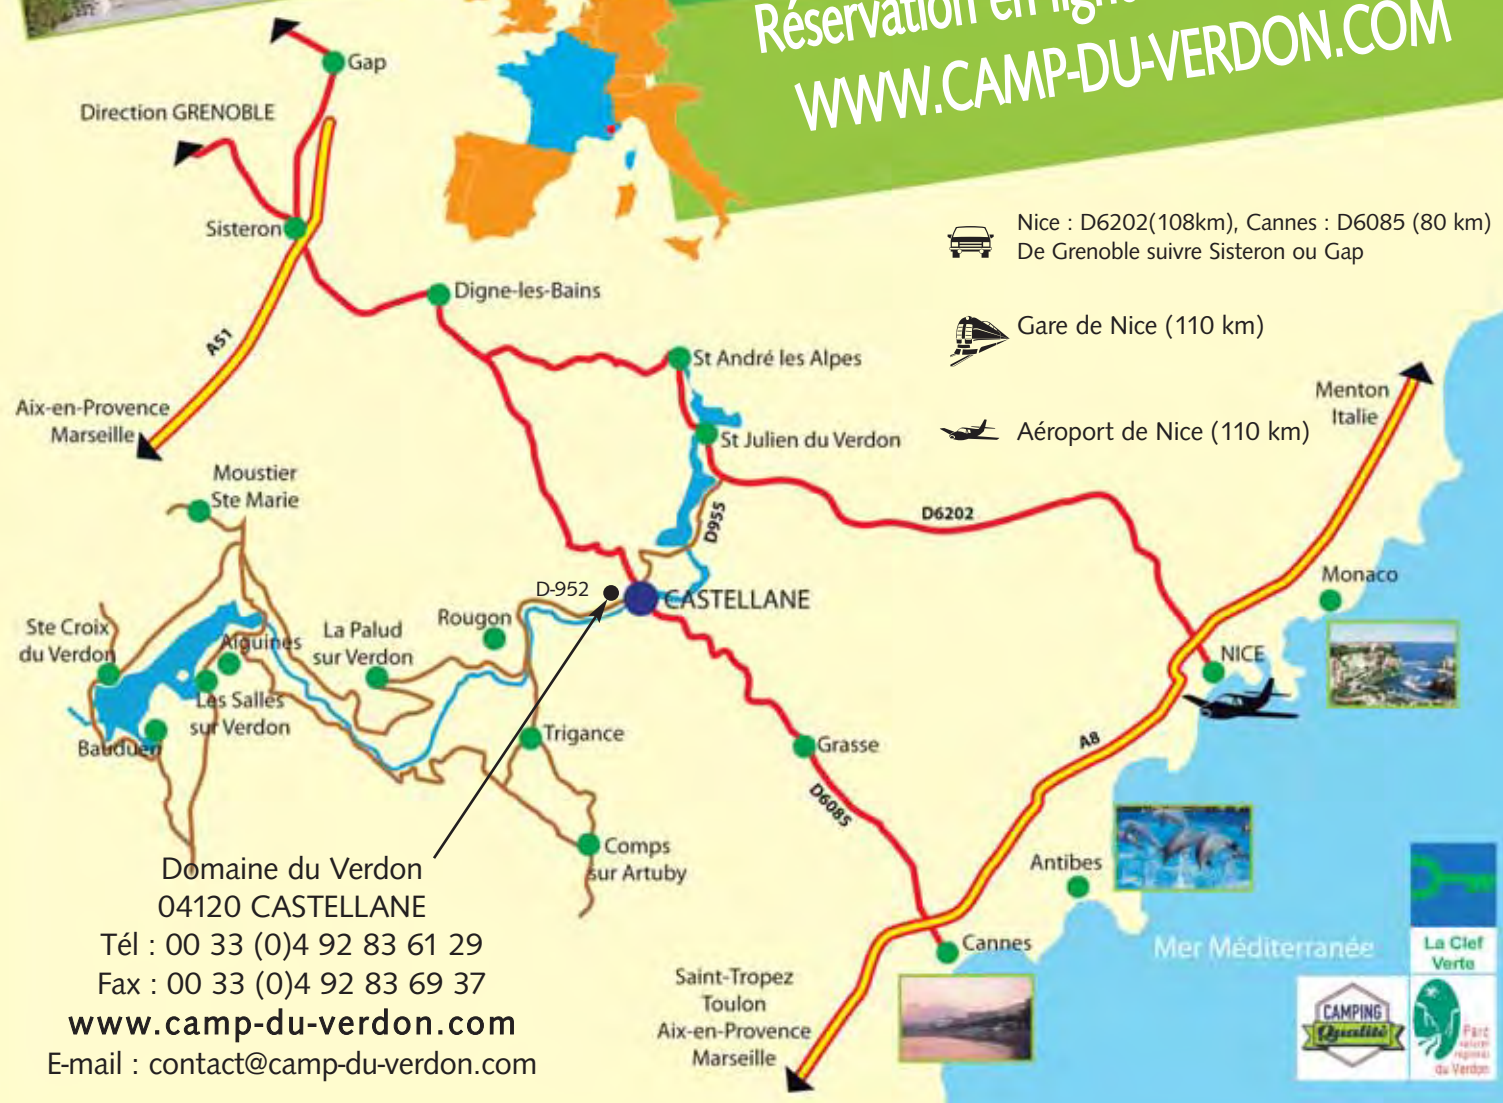 Réservation en ligne
WWW.CAMP-DU-VERDON.COM
Gap
Direction GRENOBLE
Sisteron
Nice : D6202(108km), Cannes : D6085 (80 km)
De Grenoble suivre Sisteron ou Gap
Digne-les-Bains
Gare de Nice (110 km)
A51
St André les Alpes
Menton
Italie
Aix-en-Provence
Marseille
St Julien du Verdon
Aéroport de Nice (110 km)
Moustier
Ste Marie
D955
D6202
D-952
CASTELLANE
Monaco
Rougon
Ste Croix
du Verdon
Aiguines
La Palud
sur Verdon
NICE
Les Salles
sur Verdon
Bauduen
Trigance
Grasse
A8
D6085
Comps
sur Artuby
Antibes
Domaine du Verdon
04120 CASTELLANE
Tél : 00 33 (0)4 92 83 61 29
Fax : 00 33 (0)4 92 83 69 37
www.camp-du-verdon.com
E-mail : contact@camp-du-verdon.com
Cannes
Mer Méditerranée
Saint-Tropez
Toulon
Aix-en-Provence
Marseille
La Clef
Verte
CAMPING
Qualité
Parc
naturel
régional
du Verdon